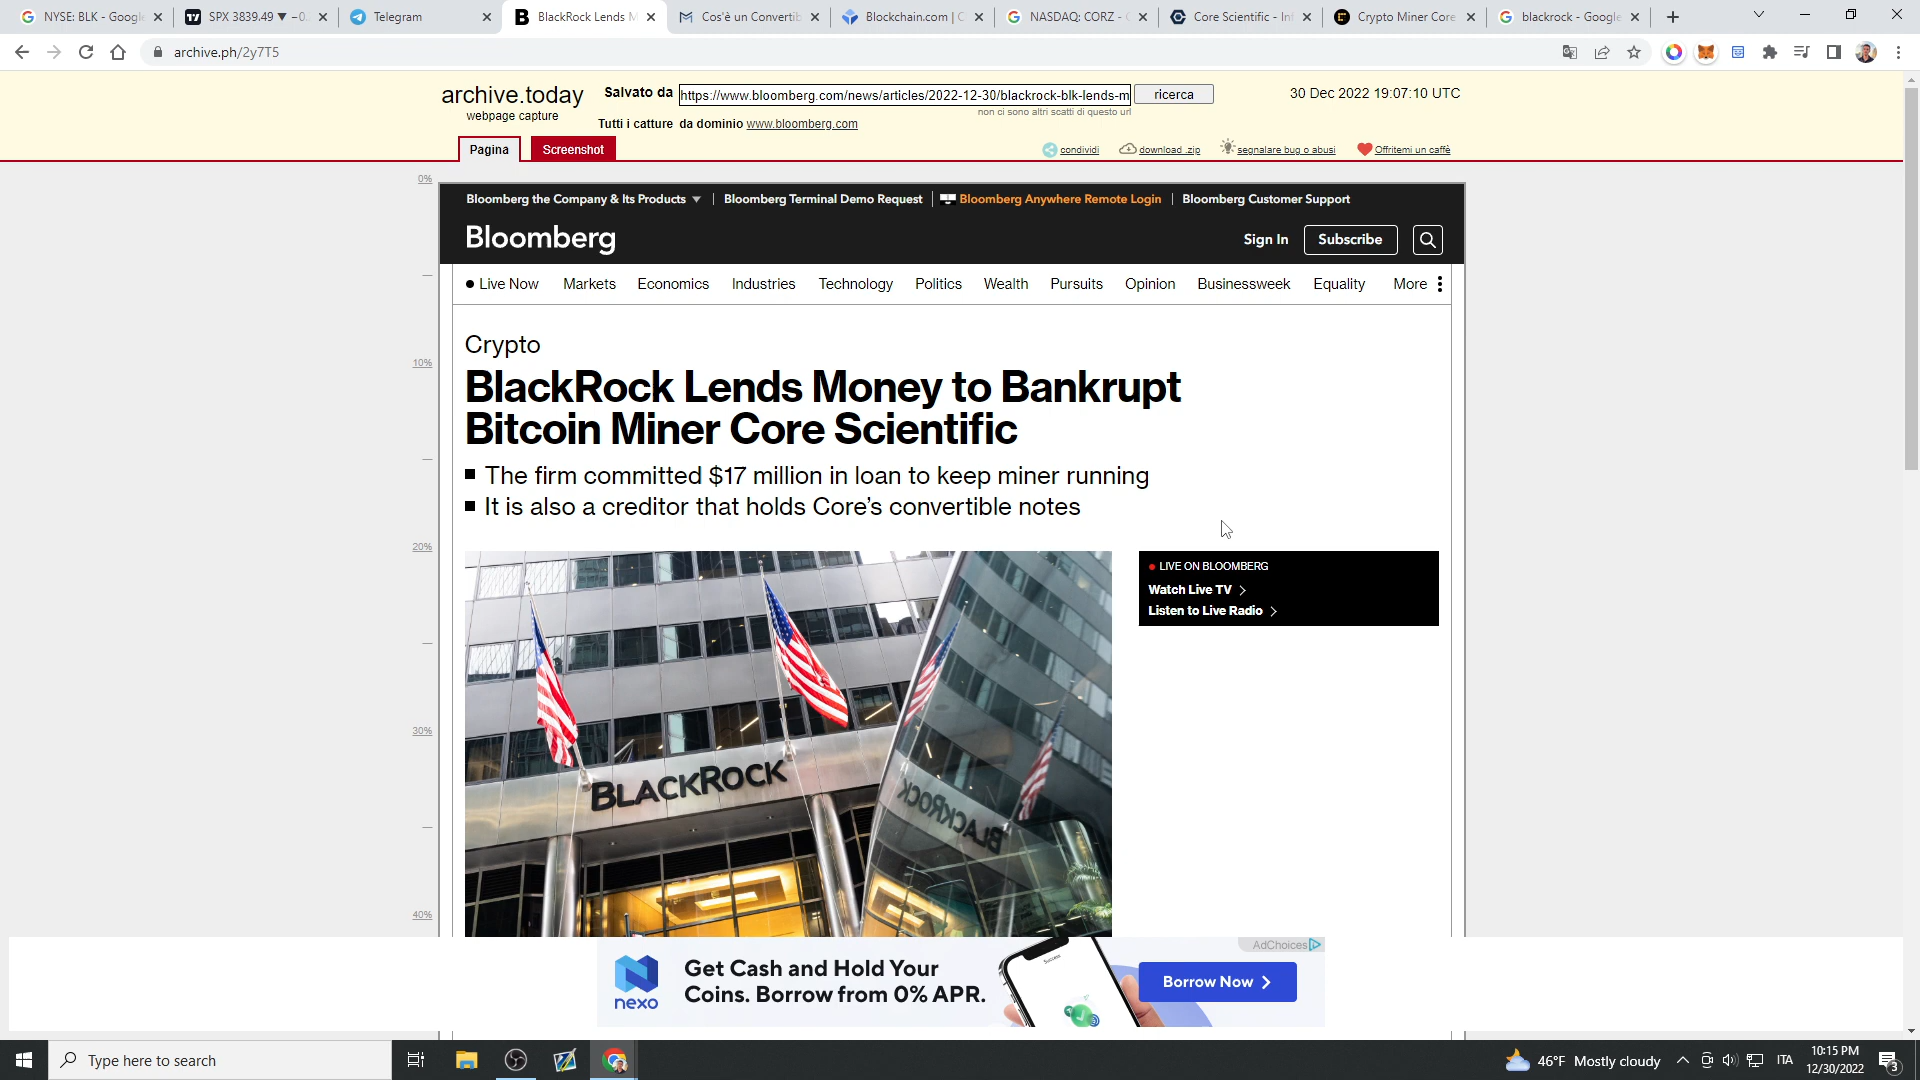 NYSE: BLK - Google
SPX 3839.49 ▼ −0.
Telegram
BlackRock Lends M
Cos'è un Convertib
Blockchain.com | C
NASDAQ: CORZ - G
Core Scientific - In
Crypto Miner Core
blackrock - Google
archive.ph/2y7T5
archive.today
webpage capture
Salvato da
https://www.bloomberg.com/news/articles/2022-12-30/blackrock-blk-lends-m
ricerca
30 Dec 2022 19:07:10 UTC
non ci sono altri scatti di questo url
Tutti i catture da dominio www.bloomberg.com
Pagina
Screenshot
condividi
download .zip
segnalare bug o abusi
Offritemi un caffè
0%
Bloomberg the Company & Its Products ▼
Bloomberg Terminal Demo Request
Bloomberg Anywhere Remote Login
Bloomberg Customer Support
Bloomberg
Sign In
Subscribe
Live Now
Markets
Economics
Industries
Technology
Politics
Wealth
Pursuits
Opinion
Businessweek
Equality
More
Crypto
10%
BlackRock Lends Money to Bankrupt
Bitcoin Miner Core Scientific
The firm committed $17 million in loan to keep miner running
It is also a creditor that holds Core's convertible notes
20%
LIVE ON BLOOMBERG
Watch Live TV
Listen to Live Radio
30%
BLACKROCK
BLACKROCK
40%
AdChoices
nexo
Get Cash and Hold Your
Coins. Borrow from 0% APR.
Success
Borrow Now
Type here to search
46°F Mostly cloudy
ITA
10:15 PM
12/30/2022
3